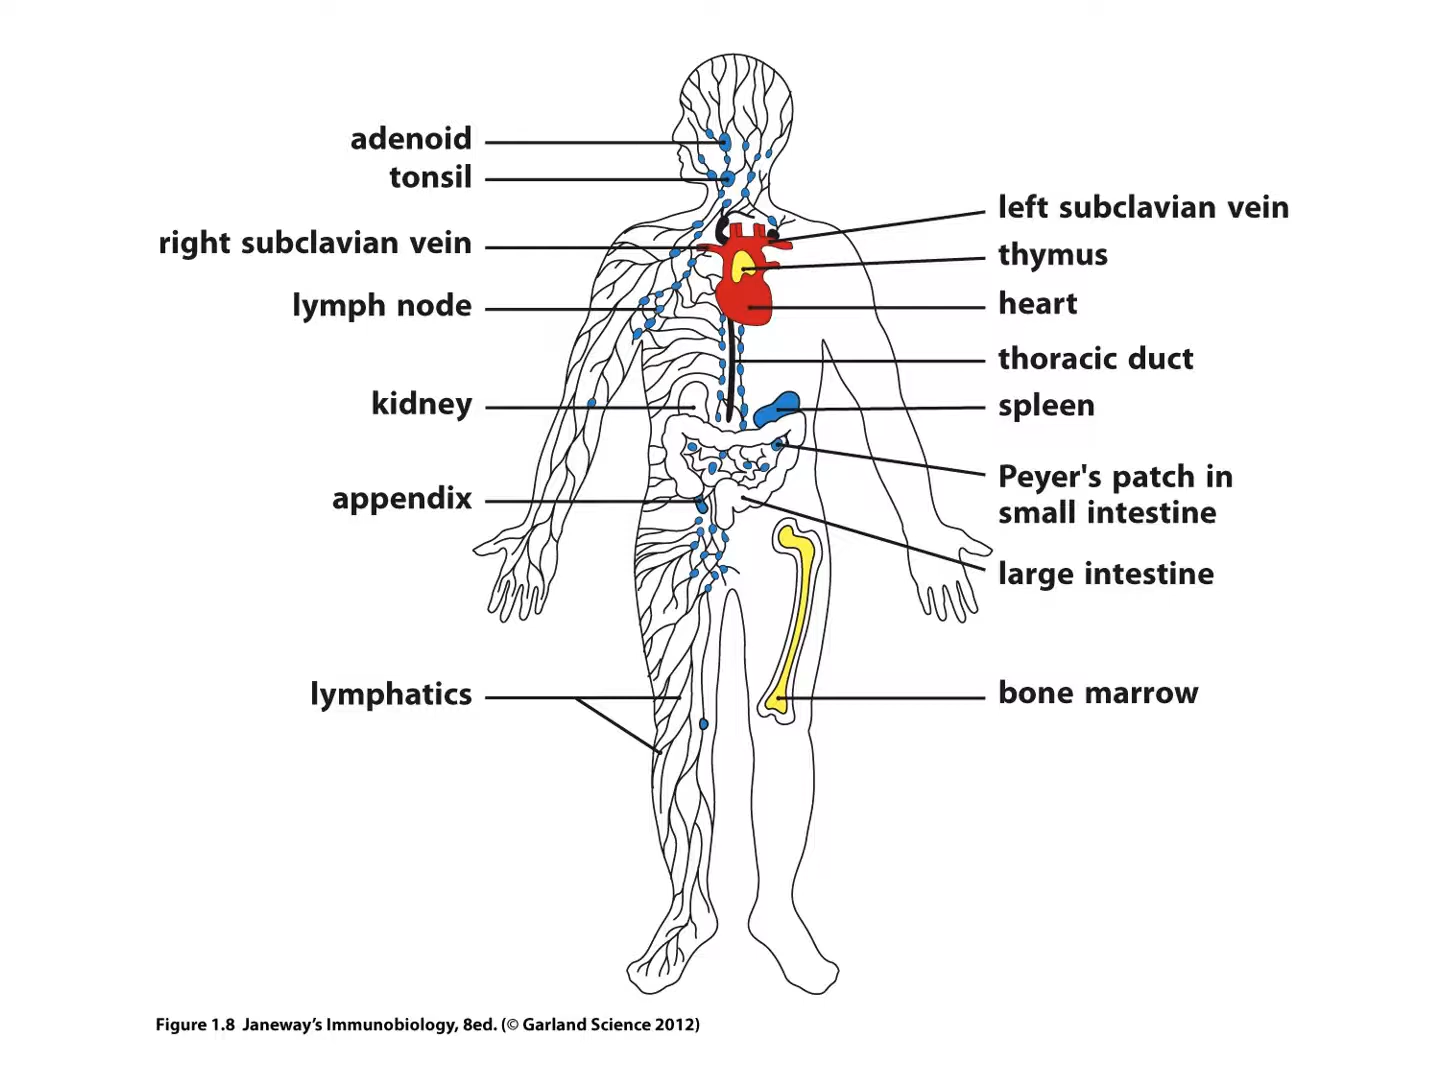 adenoid
tonsil
right subclavian vein
lymph node
kidney
appendix
lymphatics
left subclavian vein
thymus
heart
thoracic duct
spleen
Peyer's patch in
small intestine
large intestine
bone marrow
Figure 1.8 Janeway’s Immunobiology, 8ed. (© Garland Science 2012)